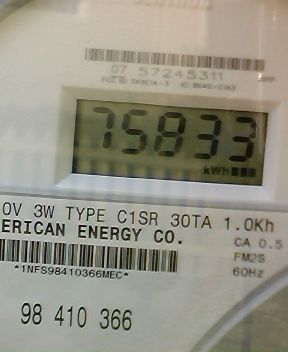 07 57245311
75833
kWh
0V 3W TYPE C1SR 30TA 1.0Kh
ERICAN ENERGY CO. CA 0.5
FM2S
*1NFS98410366MEC* 60Hz
98 410 366